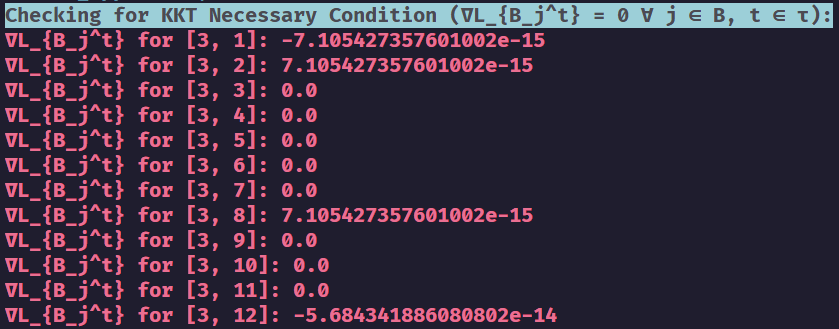 Checking for KKT Necessary Condition (∇L_{B_j^t} = 0 ∀ j ∈ B, t ∈ τ):
∇L_{B_j^t} for [3, 1]: -7.105427357601002e-15
∇L_{B_j^t} for [3, 2]: 7.105427357601002e-15
∇L_{B_j^t} for [3, 3]: 0.0
∇L_{B_j^t} for [3, 4]: 0.0
∇L_{B_j^t} for [3, 5]: 0.0
∇L_{B_j^t} for [3, 6]: 0.0
∇L_{B_j^t} for [3, 7]: 0.0
∇L_{B_j^t} for [3, 8]: 7.105427357601002e-15
∇L_{B_j^t} for [3, 9]: 0.0
∇L_{B_j^t} for [3, 10]: 0.0
∇L_{B_j^t} for [3, 11]: 0.0
∇L_{B_j^t} for [3, 12]: -5.684341886080802e-14